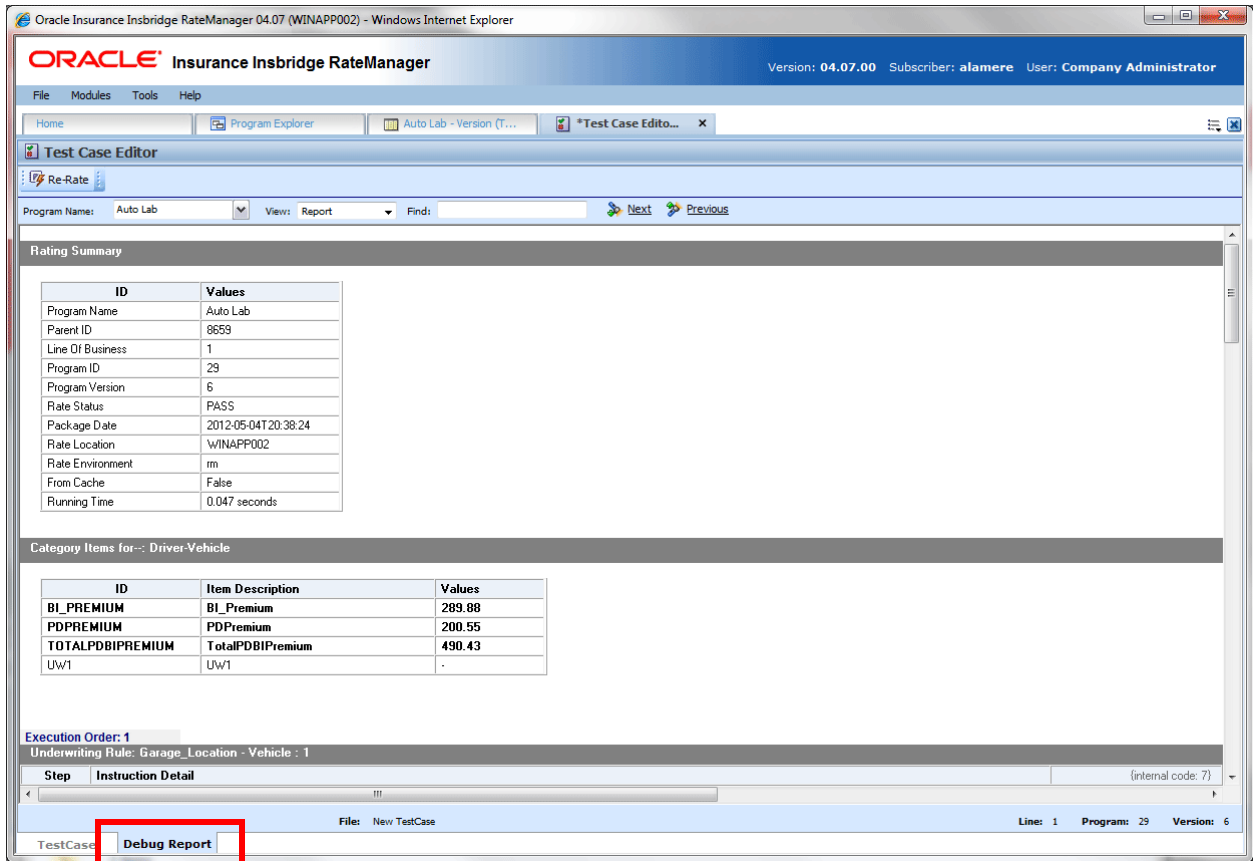 Oracle Insurance Insbridge RateManager 04.07 (WINAPP002) - Windows Internet Explorer
ORACLE Insurance Insbridge RateManager
Version: 04.07.00 Subscriber: alamere User: Company Administrator
File Modules Tools Help
Home Program Explorer Auto Lab - Version (T... *Test Case Edito... x
Test Case Editor
Re-Rate
Program Name: Auto Lab View: Report Find: Next Previous
Rating Summary
ID Values
Program Name Auto Lab
Parent ID 8659
Line Of Business 1
Program ID 29
Program Version 6
Rate Status PASS
Package Date 2012-05-04T20:38:24
Rate Location WINAPP002
Rate Environment rm
From Cache False
Running Time 0.047 seconds
Category Items for--: Driver-Vehicle
ID Item Description Values
BI_PREMIUM BI_Premium 289.88
PDPREMIUM PDPremium 200.55
TOTALPDBIPREMIUM TotalPDBIPremium 490.43
UW1 UW1 -
Execution Order: 1
Underwriting Rule: Garage_Location - Vehicle : 1
Step Instruction Detail {internal code: 7}
File: New TestCase Line: 1 Program: 29 Version: 6
TestCase Debug Report